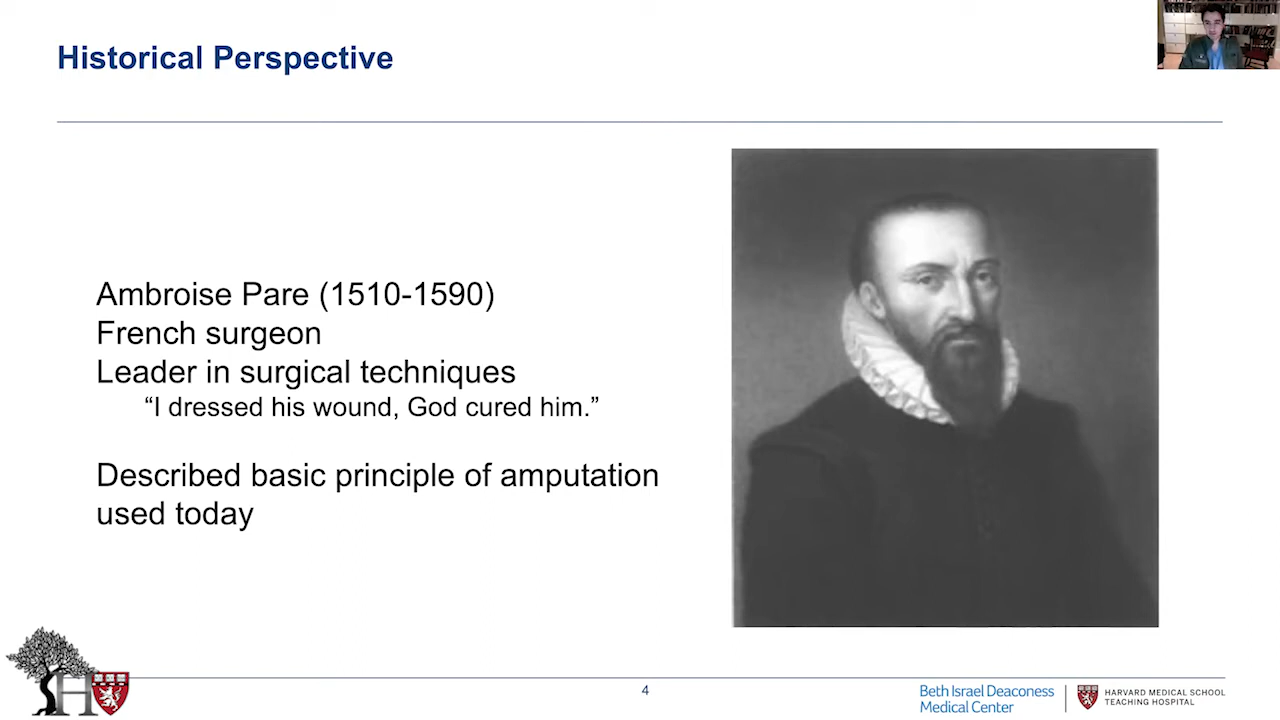 Historical Perspective
Ambroise Pare (1510-1590)
French surgeon
Leader in surgical techniques
“I dressed his wound, God cured him.”
Described basic principle of amputation
used today
H
4
Beth Israel Deaconess
Medical Center
HARVARD MEDICAL SCHOOL
TEACHING HOSPITAL